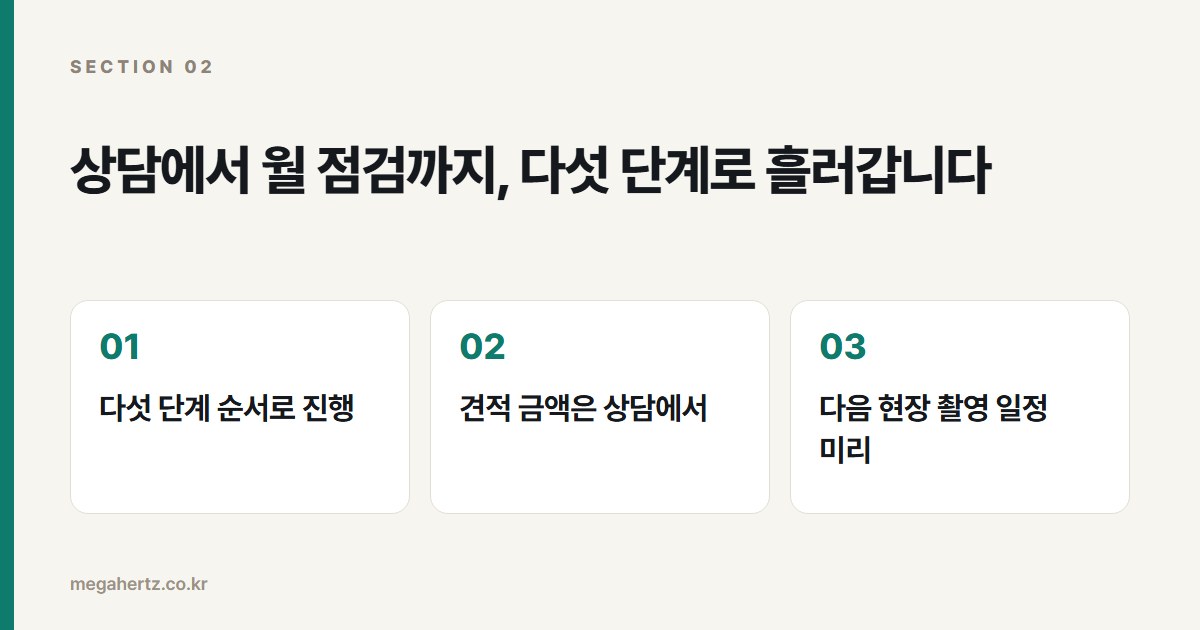 SECTION 02
상담에서 월 점검까지, 다섯 단계로 흘러갑니다
01
다섯 단계 순서로 진행
02
견적 금액은 상담에서
03
다음 현장 촬영 일정
미리
megahertz.co.kr